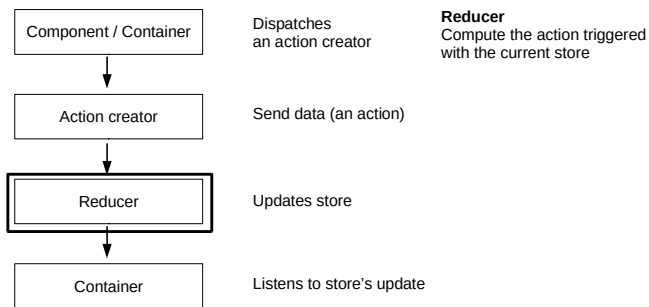 Component / Container
Dispatches
an action creator
Reducer
Compute the action triggered
with the current store
Action creator
Send data (an action)
Reducer
Updates store
Container
Listens to store's update